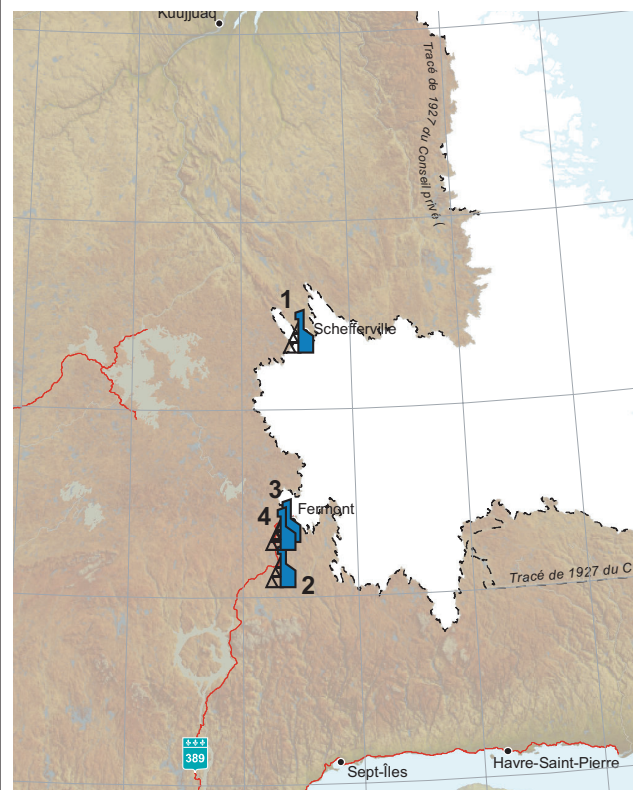 Kuujjuaq
Tracé de 1927 du Conseil privé (
1
Schefferville
3
Fermont
4
2
Tracé de 1927 du C
389
Sept-Îles
Havre-Saint-Pierre